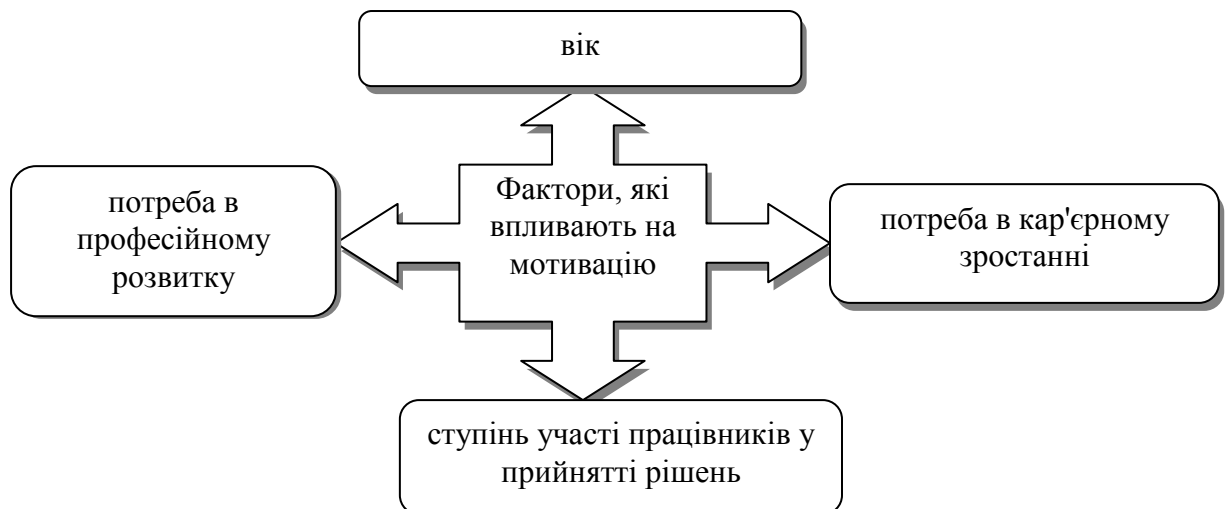 вік
потреба в
професійному
розвитку
Фактори, які
впливають на
мотивацію
потреба в кар'єрному
зростанні
ступінь участі працівників у
прийнятті рішень